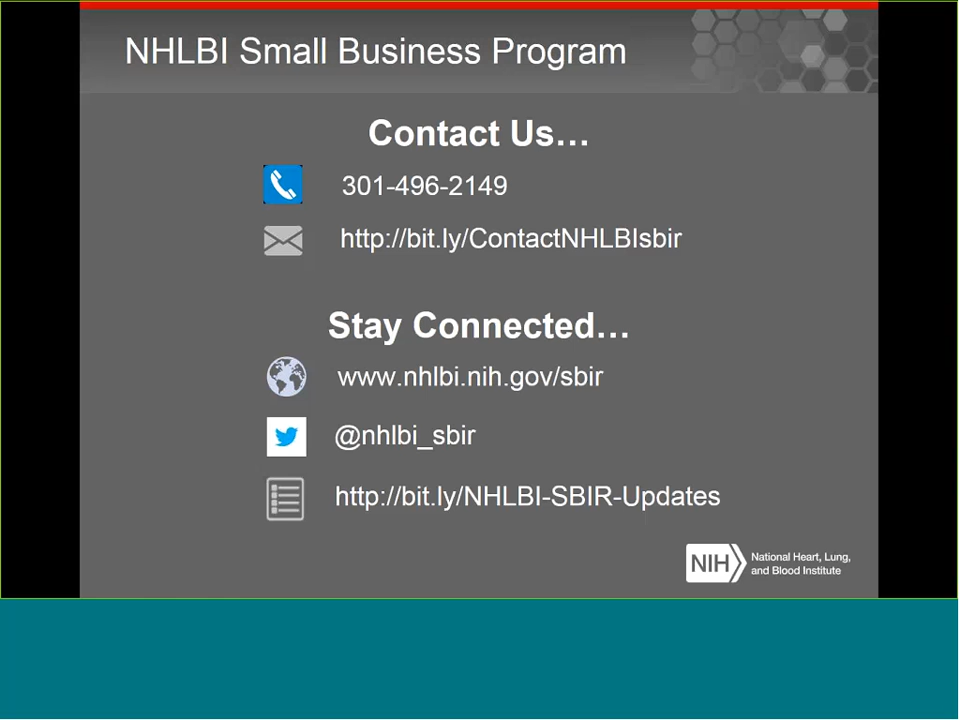 NHLBI Small Business Program
Contact Us...
301-496-2149
http://bit.ly/ContactNHLBIsbir
Stay Connected...
www.nhlbi.nih.gov/sbir
@nhlbi_sbir
http://bit.ly/NHLBI-SBIR-Updates
NIH
National Heart, Lung,
and Blood Institute